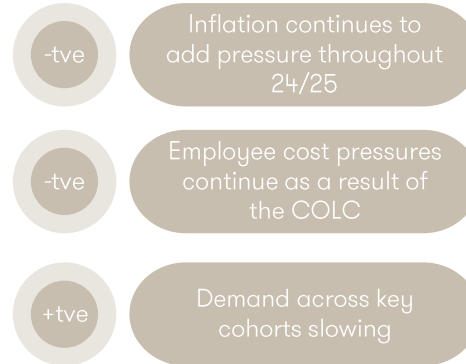 -tve
Inflation continues to
add pressure throughout
24/25
-tve
Employee cost pressures
continue as a result of
the COLC
+tve
Demand across key
cohorts slowing